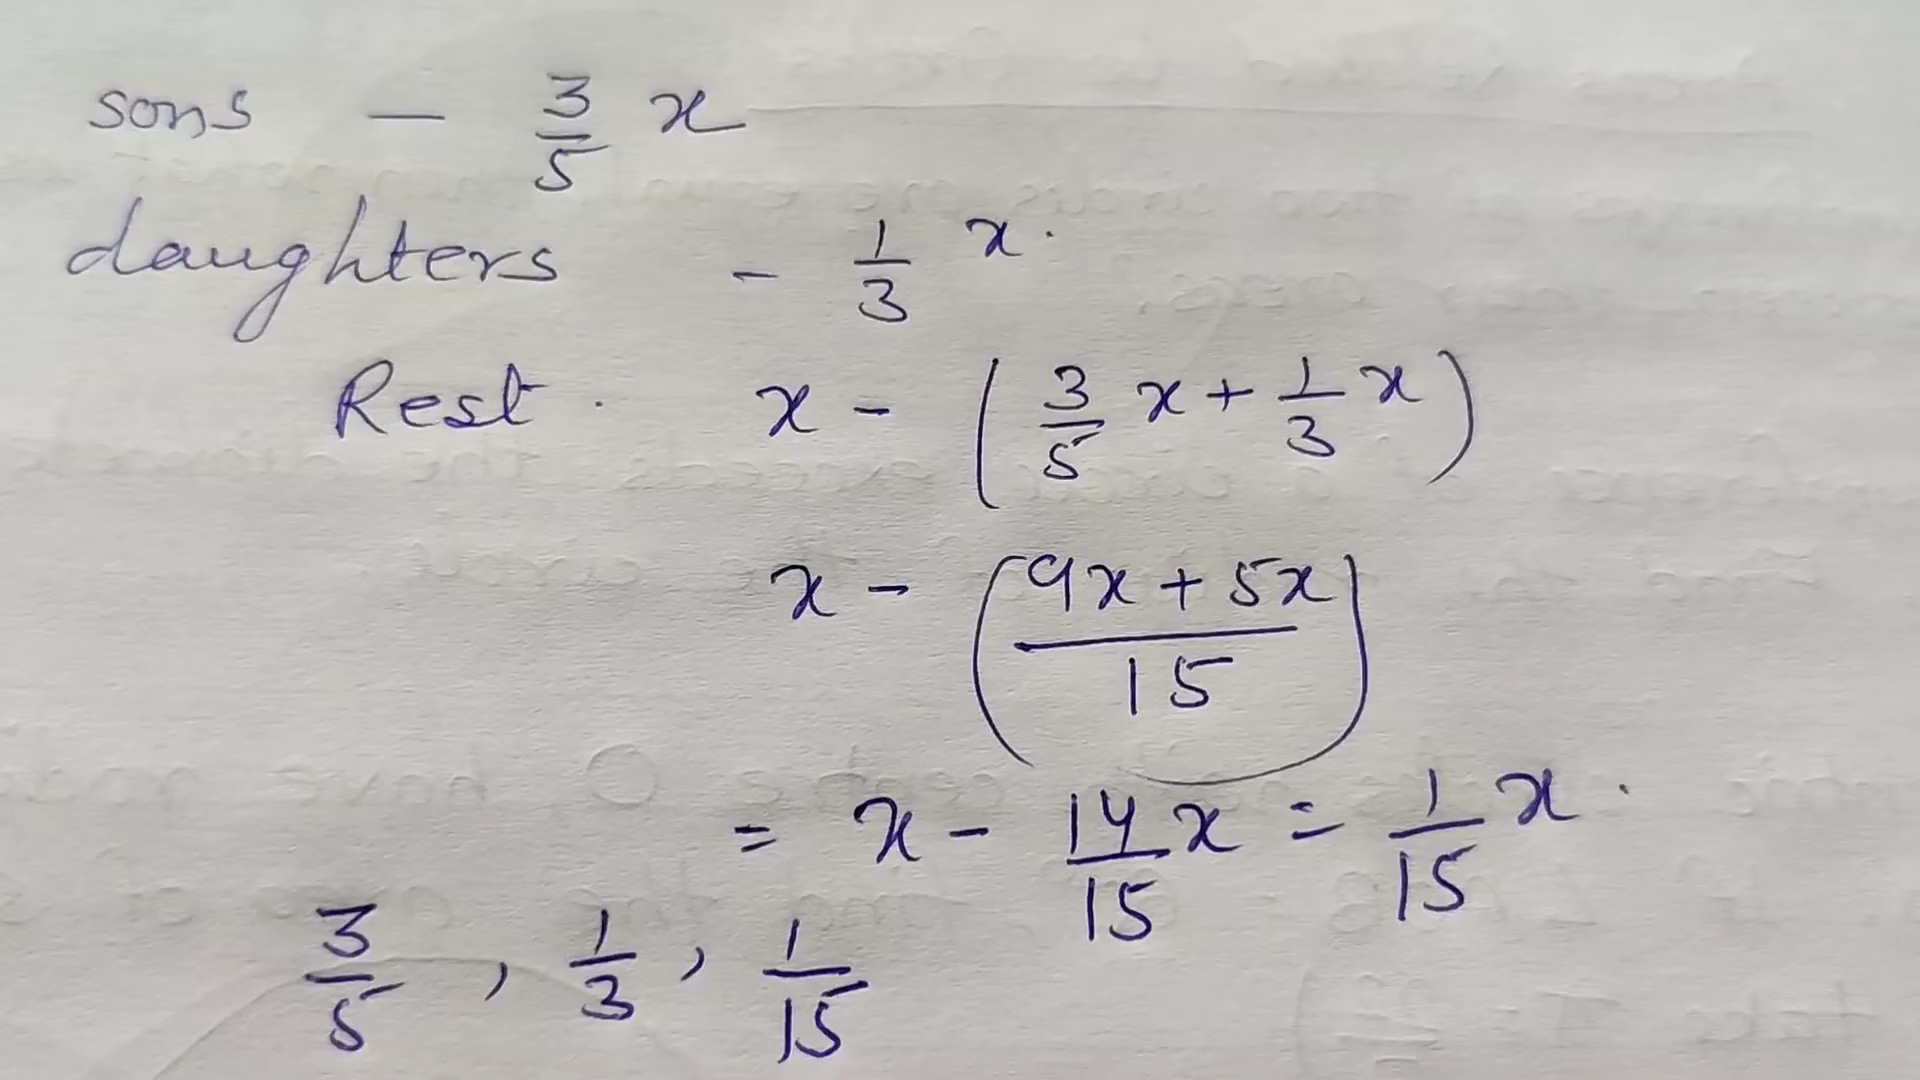 sons — 3/5 x
daughters - 1/3 x.
Rest. x - (3/5 x + 1/3 x)
x - (9x + 5x / 15)
= x - 14/15 x = 1/15 x.
3/5, 1/3, 1/15